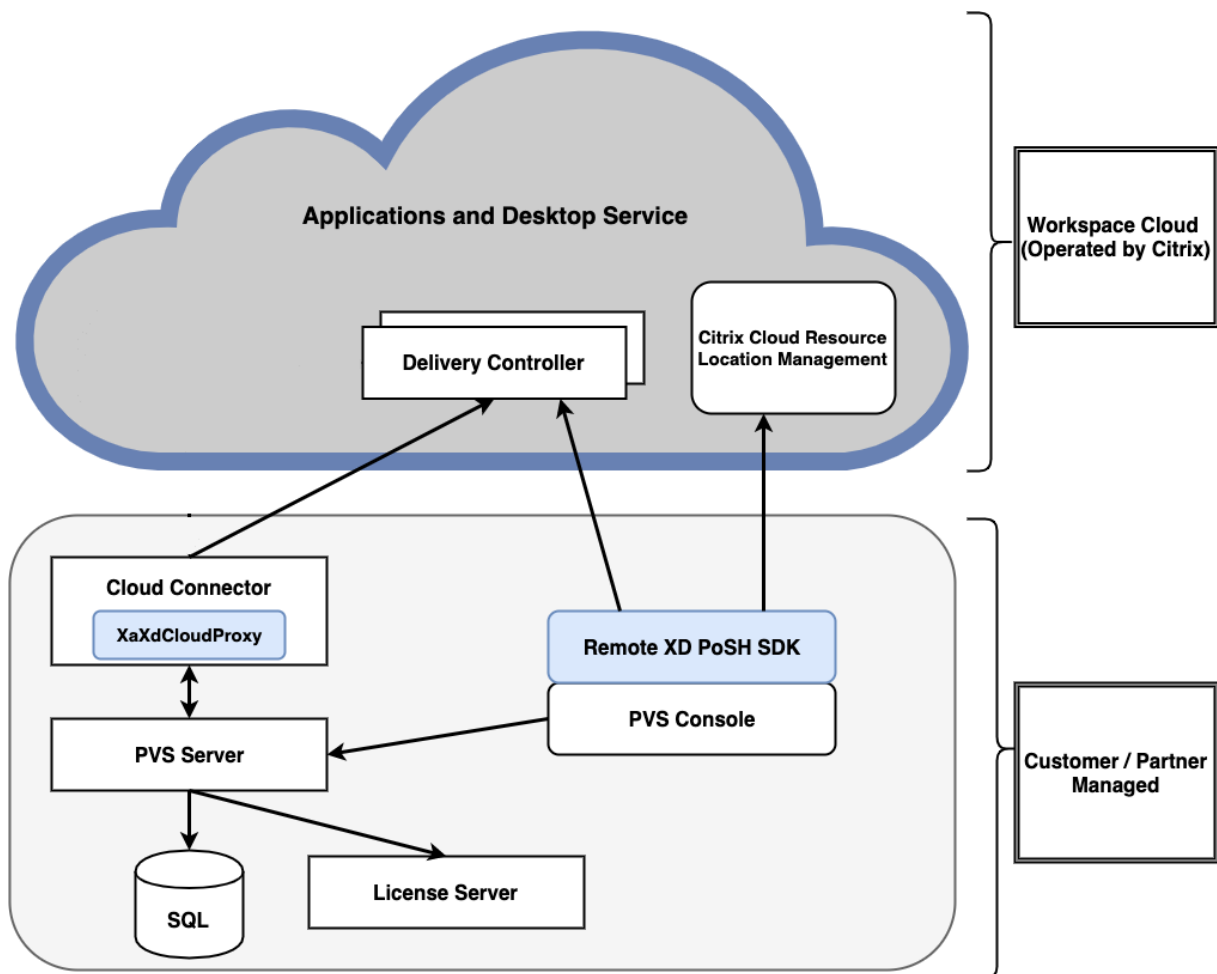 Applications and Desktop Service
Workspace Cloud
(Operated by Citrix)
Delivery Controller
Citrix Cloud Resource
Location Management
Cloud Connector
XaXdCloudProxy
Remote XD PoSH SDK
PVS Console
PVS Server
Customer / Partner
Managed
SQL
License Server